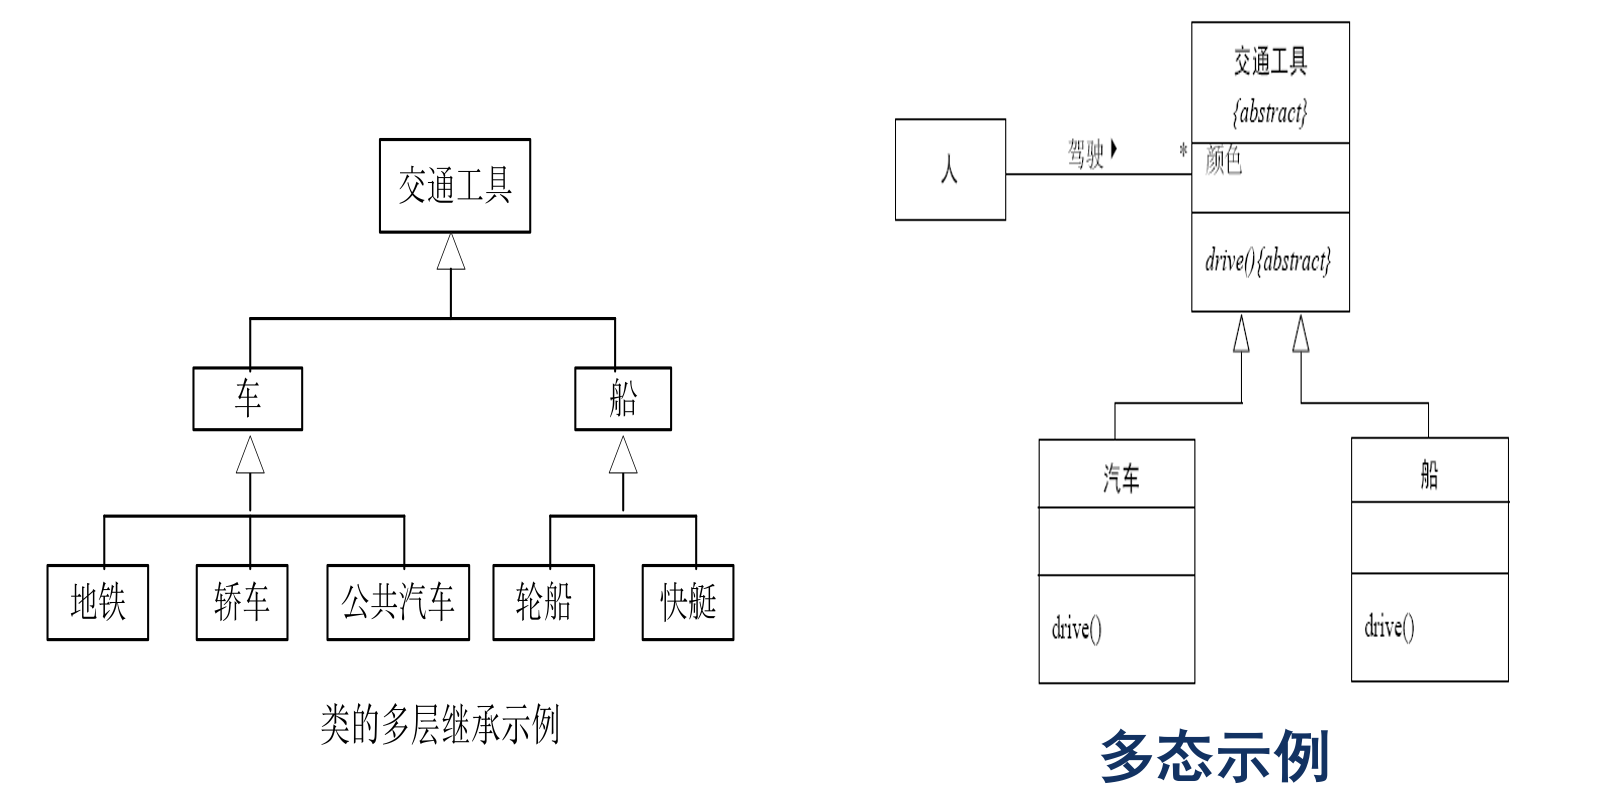 交通工具
车
船
地铁
轿车
公共汽车
轮船
快艇
类的多层继承示例
人
驾驶
*
交通工具
{abstract}
颜色
drive(){abstract}
汽车
drive()
船
drive()
多态示例